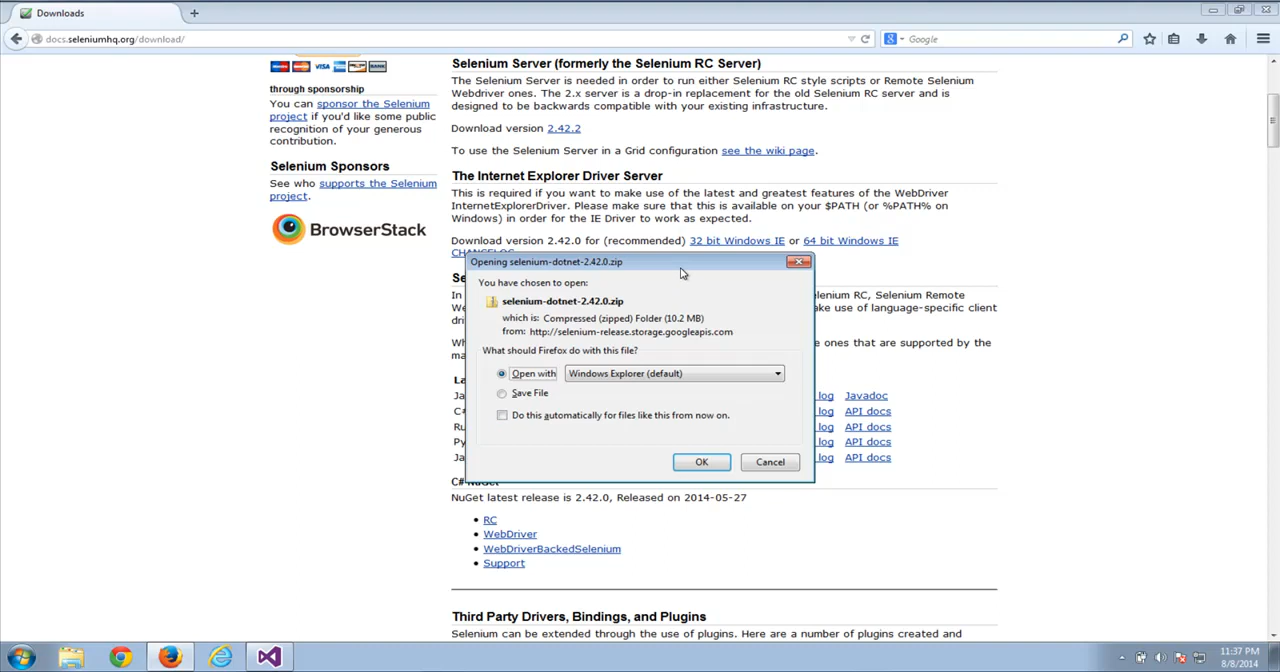 Downloads
docs.seleniumhq.org/download/
Google
VISA
through sponsorship
You can sponsor the Selenium
project if you'd like some public
recognition of your generous
contribution.
Selenium Sponsors
See who supports the Selenium
project.
BrowserStack
Selenium Server (formerly the Selenium RC Server)
The Selenium Server is needed in order to run either Selenium RC style scripts or Remote Selenium
Webdriver ones. The 2.x server is a drop-in replacement for the old Selenium RC server and is
designed to be backwards compatible with your existing infrastructure.
Download version 2.42.2
To use the Selenium Server in a Grid configuration see the wiki page.
The Internet Explorer Driver Server
This is required if you want to make use of the latest and greatest features of the WebDriver
InternetExplorerDriver. Please make sure that this is available on your $PATH (or %PATH% on
Windows) in order for the IE Driver to work as expected.
Download version 2.42.0 for (recommended) 32 bit Windows IE or 64 bit Windows IE
CHANGELOG
Opening selenium-dotnet-2.42.0.zip
You have chosen to open:
selenium-dotnet-2.42.0.zip
which is: Compressed (zipped) Folder (10.2 MB)
from: http://selenium-release.storage.googleapis.com
What should Firefox do with this file?
Open with Windows Explorer (default)
Save File
Do this automatically for files like this from now on.
OK Cancel
Se
In elenium RC, Selenium Remote
We ake use of language-specific client
dri
Wh e ones that are supported by the
ma
La
Ja log Javadoc
C# log API docs
Ru log API docs
Py log API docs
Ja log API docs
C# NuGet
NuGet latest release is 2.42.0, Released on 2014-05-27
• RC
• WebDriver
• WebDriverBackedSelenium
• Support
Third Party Drivers, Bindings, and Plugins
Selenium can be extended through the use of plugins. Here are a number of plugins created and
11:37 PM
8/8/2014